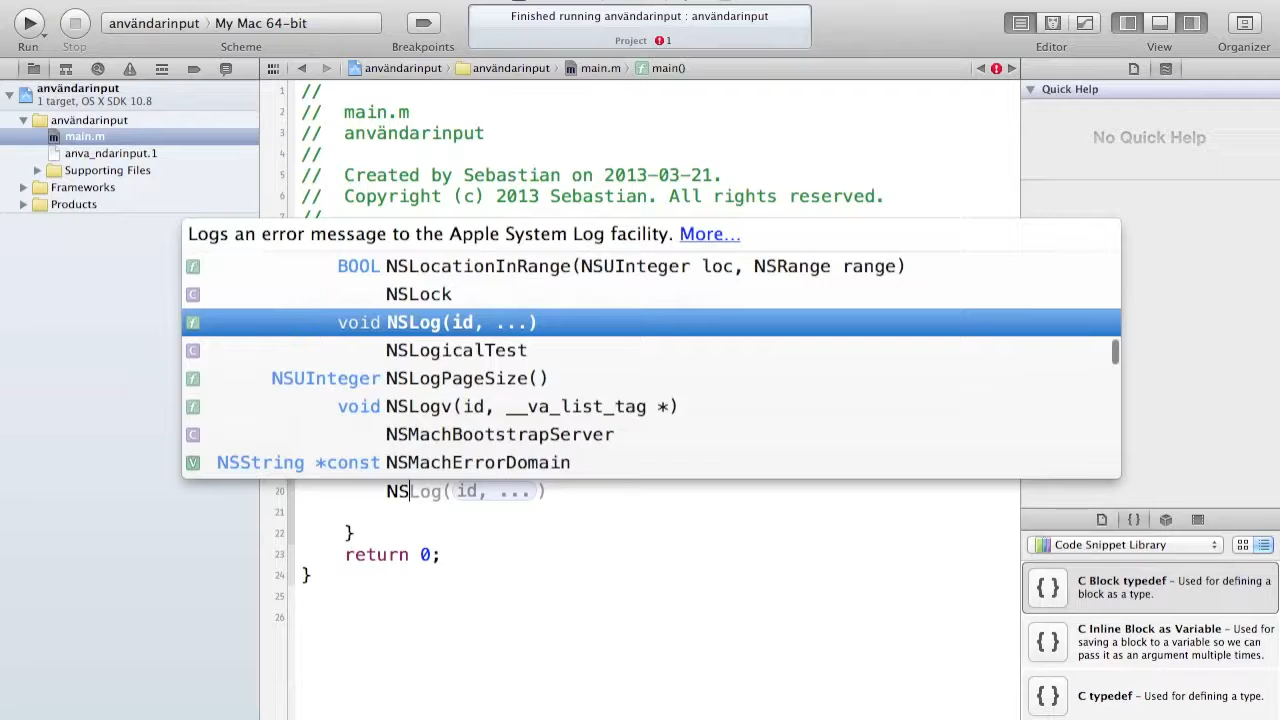 användarinput
My Mac 64-bit
Finished running användarinput : användarinput
Project 1
Run
Stop
Scheme
Breakpoints
Editor
View
Organizer
användarinput
användarinput
main.m
main()
användarinput
1 target, OS X SDK 10.8
användarinput
main.m
anva_ndarinput.1
Supporting Files
Frameworks
Products
1 //
2 // main.m
3 // användarinput
4 //
5 // Created by Sebastian on 2013-03-21.
6 // Copyright (c) 2013 Sebastian. All rights reserved.
7 //
Logs an error message to the Apple System Log facility. More...
f BOOL NSLocationInRange(NSUInteger loc, NSRange range)
C NSLock
f void NSLog(id, ...)
C NSLogicalTest
f NSUInteger NSLogPageSize()
f void NSLogv(id, __va_list_tag *)
C NSMachBootstrapServer
V NSString *const NSMachErrorDomain
20 NSLog(id, ...)
21
22 }
23 return 0;
24 }
25
26
Quick Help
No Quick Help
Code Snippet Library
{ } C Block typedef – Used for defining a
block as a type.
{ } C Inline Block as Variable – Used for
saving a block to a variable so we can
pass it as an argument multiple times.
{ } C typedef – Used for defining a type.